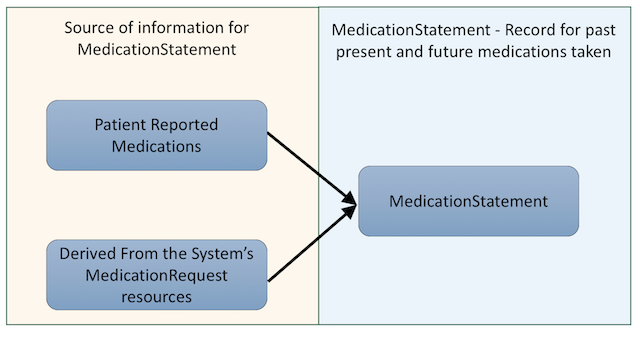 Source of information for
MedicationStatement
MedicationStatement - Record for past
present and future medications taken
Patient Reported
Medications
MedicationStatement
Derived From the System’s
MedicationRequest
resources